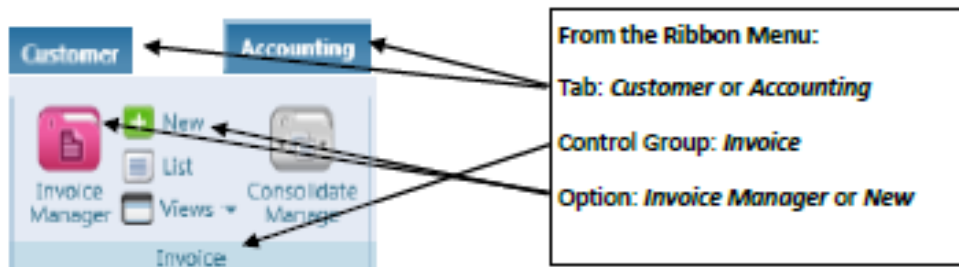 Customer
Accounting
Invoice
Manager
New
List
Views
Consolidate
Manage
Invoice
From the Ribbon Menu:
Tab: Customer or Accounting
Control Group: Invoice
Option: Invoice Manager or New